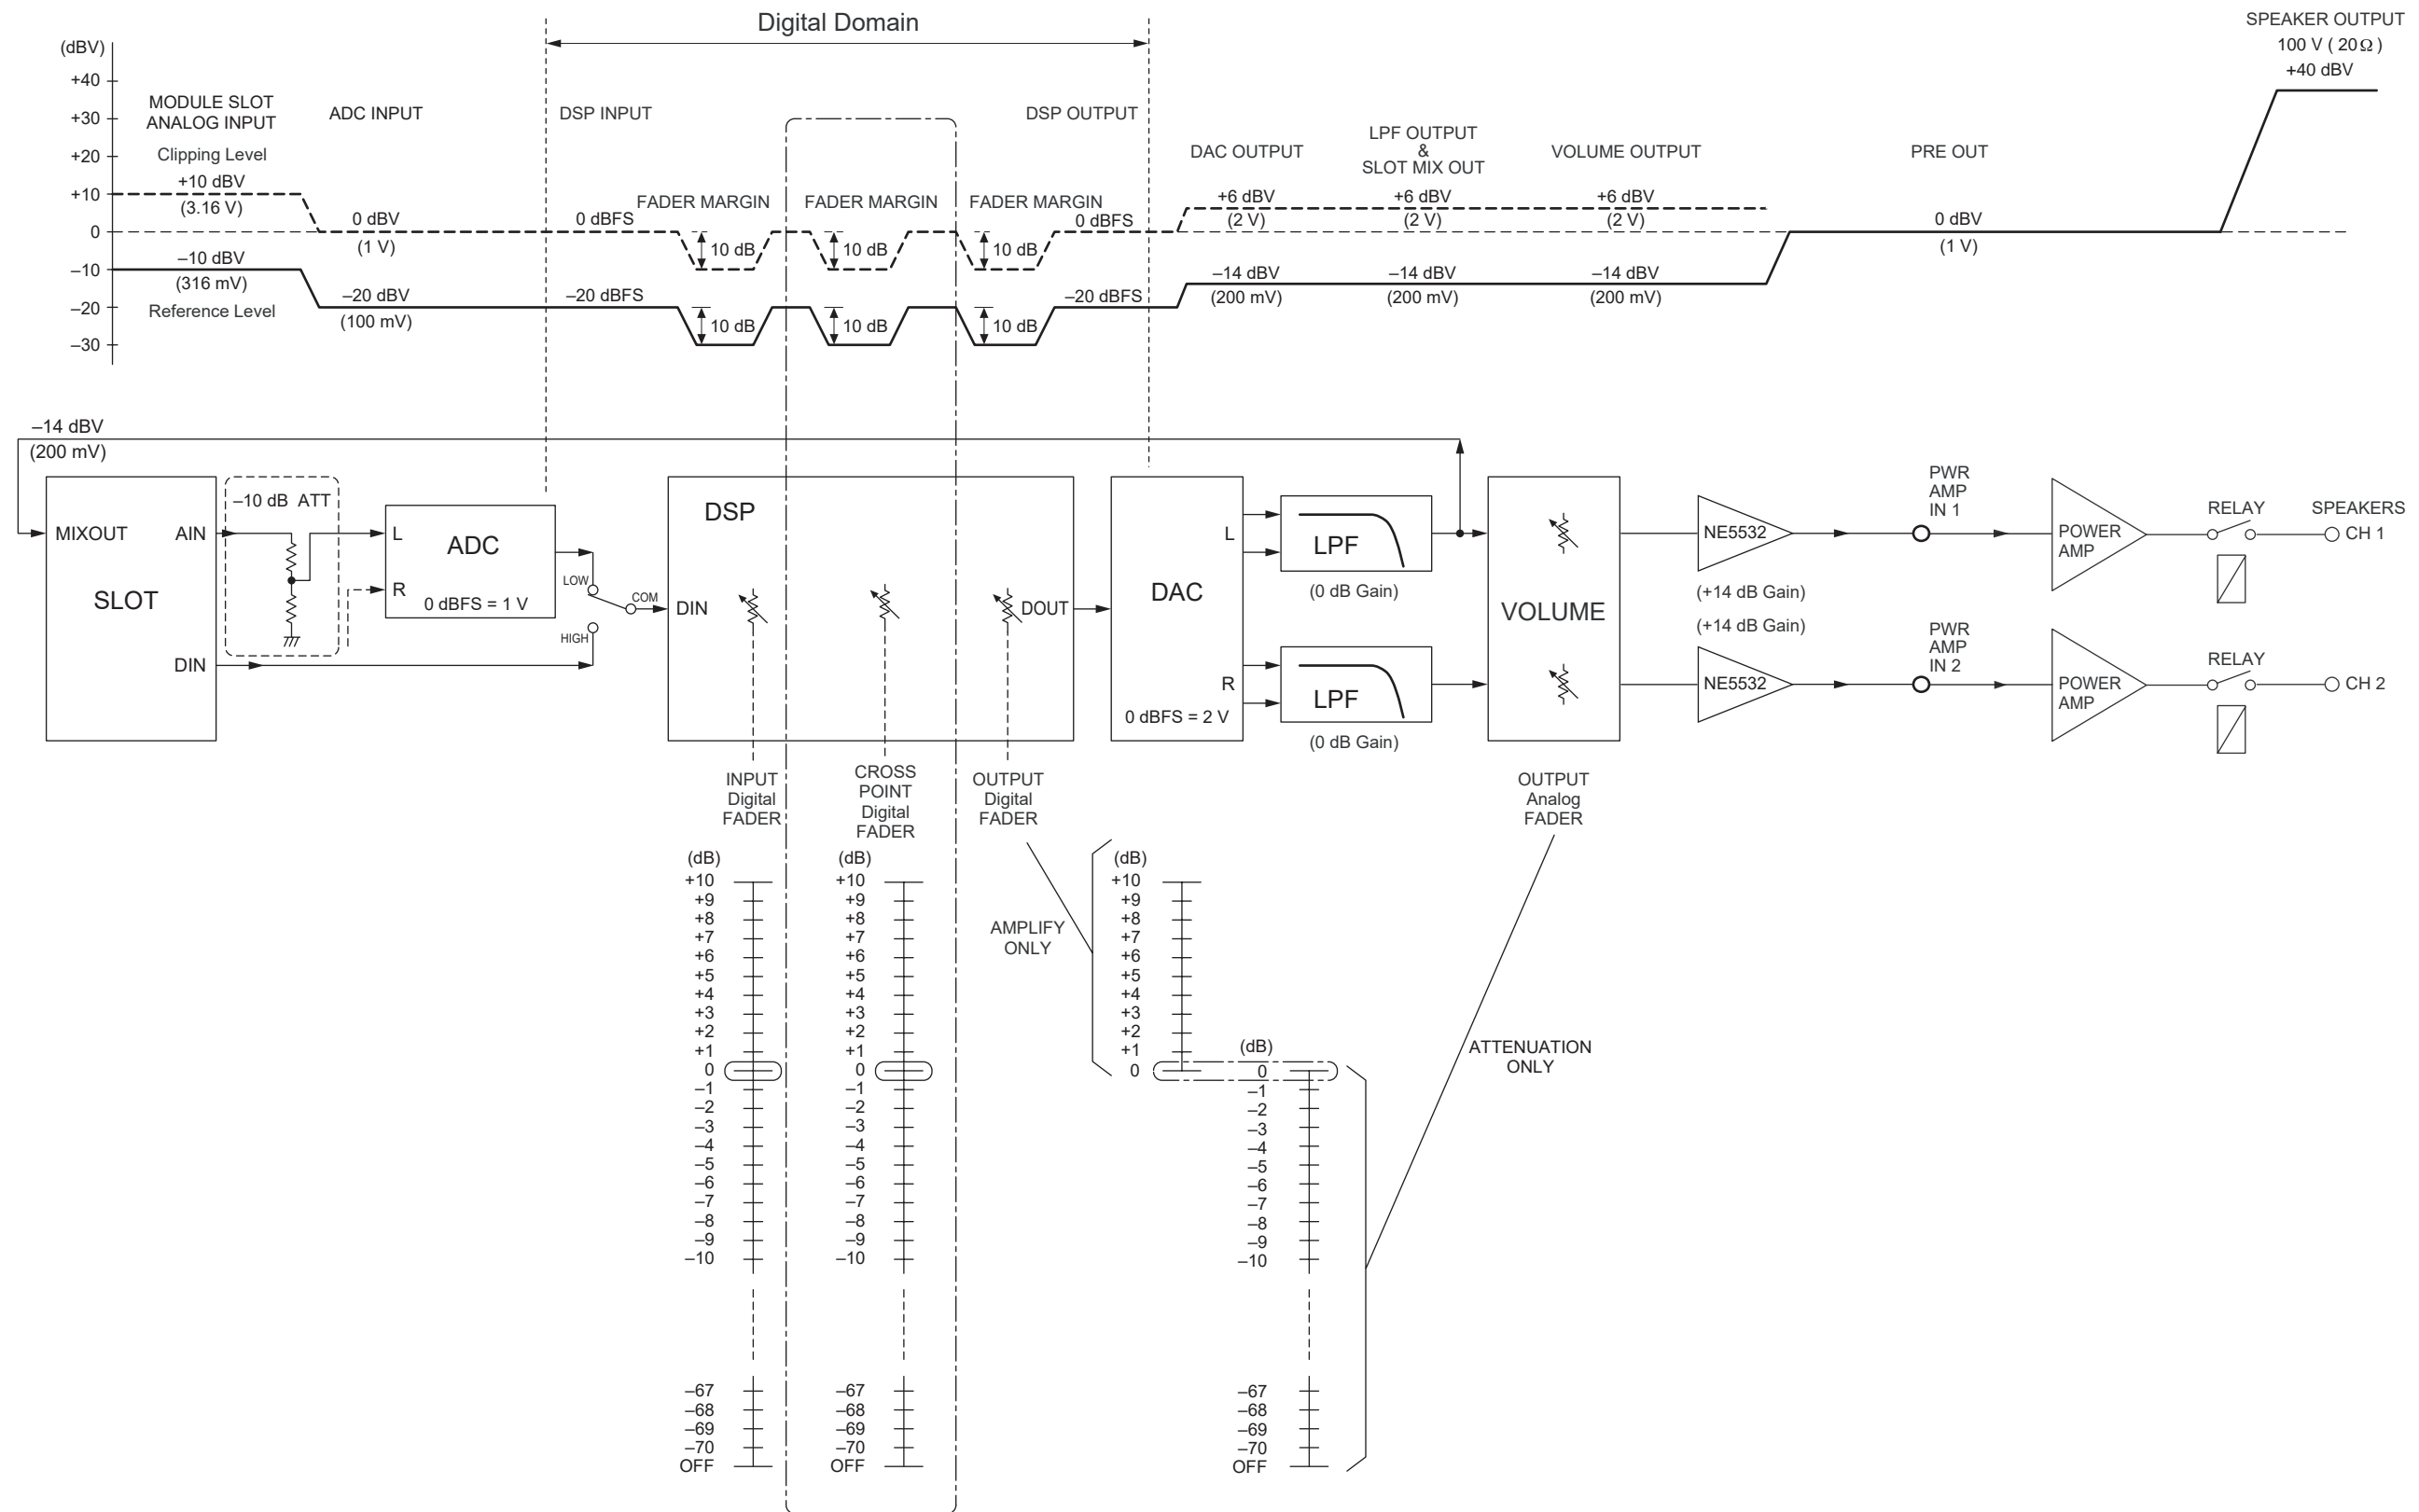 Digital Domain
SPEAKER OUTPUT
100 V ( 20Ω )
+40 dBV
(dBV)
+40
+30
+20
+10
0
–10
–20
–30
MODULE SLOT
ANALOG INPUT
Clipping Level
+10 dBV
(3.16 V)
–10 dBV
(316 mV)
Reference Level
ADC INPUT
0 dBV
(1 V)
–20 dBV
(100 mV)
DSP INPUT
0 dBFS
–20 dBFS
FADER MARGIN
10 dB
10 dB
FADER MARGIN
10 dB
10 dB
FADER MARGIN
10 dB
10 dB
DSP OUTPUT
0 dBFS
–20 dBFS
DAC OUTPUT
+6 dBV
(2 V)
–14 dBV
(200 mV)
LPF OUTPUT
&
SLOT MIX OUT
+6 dBV
(2 V)
–14 dBV
(200 mV)
VOLUME OUTPUT
+6 dBV
(2 V)
–14 dBV
(200 mV)
PRE OUT
0 dBV
(1 V)
–14 dBV
(200 mV)
MIXOUT
AIN
SLOT
DIN
–10 dB ATT
L
ADC
R
0 dBFS = 1 V
LOW
COM
HIGH
DSP
DIN
DOUT
L
DAC
R
0 dBFS = 2 V
LPF
(0 dB Gain)
LPF
(0 dB Gain)
VOLUME
NE5532
(+14 dB Gain)
(+14 dB Gain)
NE5532
PWR
AMP
IN 1
PWR
AMP
IN 2
POWER
AMP
POWER
AMP
RELAY
RELAY
SPEAKERS
CH 1
CH 2
INPUT
Digital
FADER
CROSS
POINT
Digital
FADER
OUTPUT
Digital
FADER
OUTPUT
Analog
FADER
(dB)
+10
+9
+8
+7
+6
+5
+4
+3
+2
+1
0
–1
–2
–3
–4
–5
–6
–7
–8
–9
–10
–67
–68
–69
–70
OFF
(dB)
+10
+9
+8
+7
+6
+5
+4
+3
+2
+1
0
–1
–2
–3
–4
–5
–6
–7
–8
–9
–10
–67
–68
–69
–70
OFF
AMPLIFY
ONLY
(dB)
+10
+9
+8
+7
+6
+5
+4
+3
+2
+1
0
(dB)
0
–1
–2
–3
–4
–5
–6
–7
–8
–9
–10
–67
–68
–69
–70
OFF
ATTENUATION
ONLY